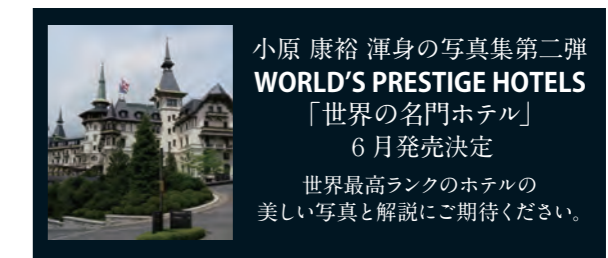 小原 康裕 渾身の写真集第二弾
WORLD'S PRESTIGE HOTELS
「世界の名門ホテル」
6月発売決定
世界最高ランクのホテルの
美しい写真と解説にご期待ください。